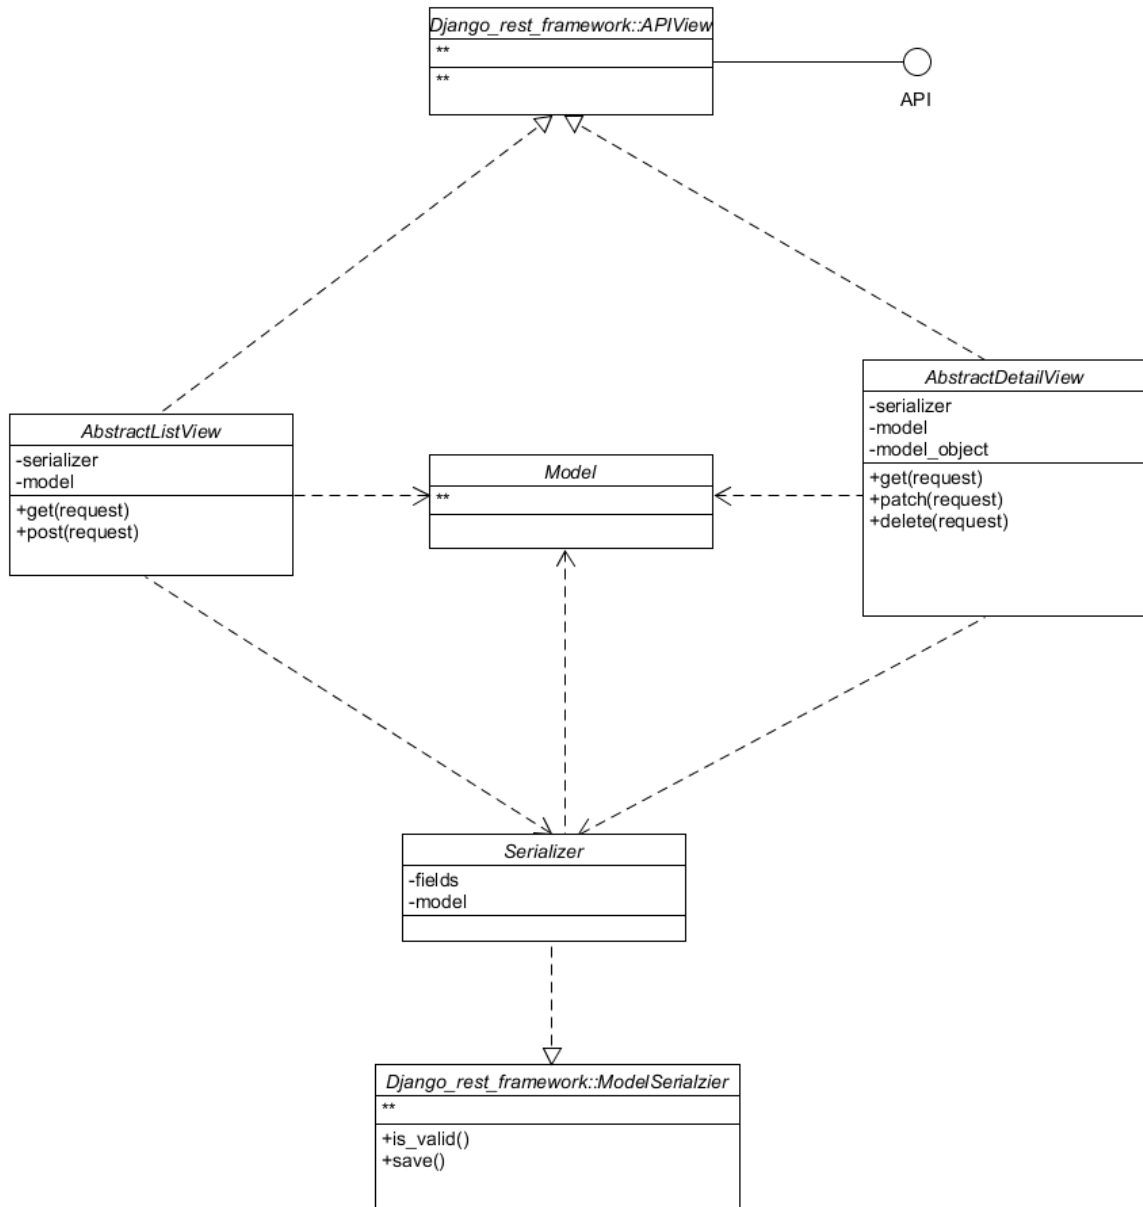 Django_rest_framework::APIView
**
**
API
AbstractListView
-serializer
-model
+get(request)
+post(request)
Model
**
AbstractDetailView
-serializer
-model
-model_object
+get(request)
+patch(request)
+delete(request)
Serializer
-fields
-model
Django_rest_framework::ModelSerialzier
**
+is_valid()
+save()